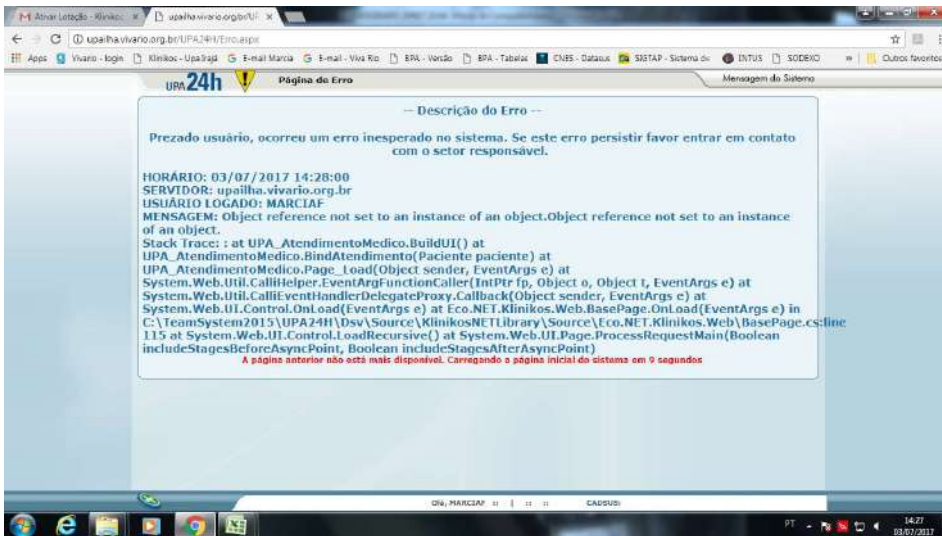 Ativar Lotação - Klinikos
upailha.vivario.org.br/U
upailha.vivario.org.br/UPA24H/Erro.aspx
Apps Vivario - login Klinikos - UpaIrajá E-mail Marcia E-mail - Viva Rio BPA - Versão BPA - Tabelas CNES - Datasus SIGTAP - Sistema de INTUS SODEXO » Outros favoritos
UPA24h Página de Erro Mensagem do Sistema
-- Descrição do Erro --
Prezado usuário, ocorreu um erro inesperado no sistema. Se este erro persistir favor entrar em contato
com o setor responsável.
HORÁRIO: 03/07/2017 14:28:00
SERVIDOR: upailha.vivario.org.br
USUÁRIO LOGADO: MARCIAF
MENSAGEM: Object reference not set to an instance of an object.Object reference not set to an instance
of an object.
Stack Trace: : at UPA_AtendimentoMedico.BuildUI() at
UPA_AtendimentoMedico.BindAtendimento(Paciente paciente) at
UPA_AtendimentoMedico.Page_Load(Object sender, EventArgs e) at
System.Web.Util.CalliHelper.EventArgFunctionCaller(IntPtr fp, Object o, Object t, EventArgs e) at
System.Web.Util.CalliEventHandlerDelegateProxy.Callback(Object sender, EventArgs e) at
System.Web.UI.Control.OnLoad(EventArgs e) at Eco.NET.Klinikos.Web.BasePage.OnLoad(EventArgs e) in
C:\TeamSystem2015\UPA24H\Dsv\Source\KlinikosNETLibrary\Source\Eco.NET.Klinikos.Web\BasePage.cs:line
115 at System.Web.UI.Control.LoadRecursive() at System.Web.UI.Page.ProcessRequestMain(Boolean
includeStagesBeforeAsyncPoint, Boolean includeStagesAfterAsyncPoint)
A página anterior não está mais disponível. Carregando a página inicial do sistema em 9 segundos
Olá, MARCIAF :: | :: :: CADSUS:
PT 14:27
03/07/2017